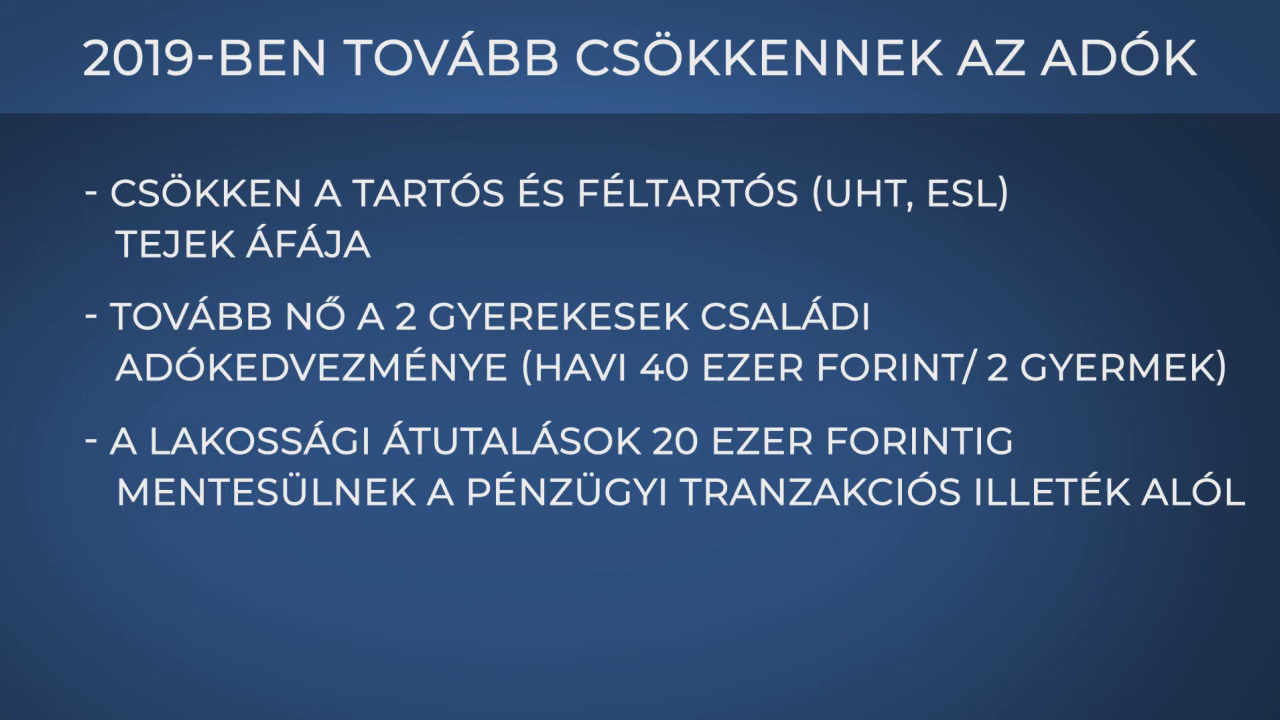 2019-BEN TOVÁBB CSÖKKENNEK AZ ADÓK
- CSÖKKEN A TARTÓS ÉS FÉLTARTÓS (UHT, ESL)
TEJEK ÁFÁJA
- TOVÁBB NŐ A 2 GYEREKESEK CSALÁDI
ADÓKEDVEZMÉNYE (HAVI 40 EZER FORINT/ 2 GYERMEK)
- A LAKOSSÁGI ÁTUTALÁSOK 20 EZER FORINTIG
MENTESÜLNEK A PÉNZÜGYI TRANZAKCIÓS ILLETÉK ALÓL